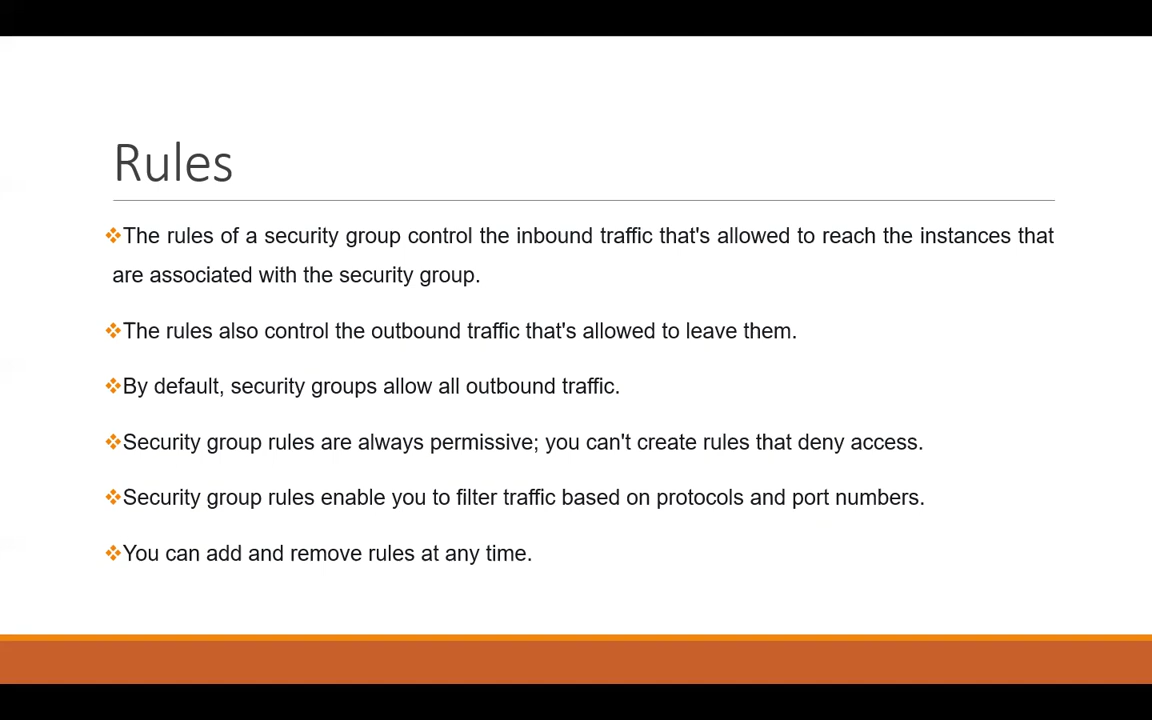 Rules
The rules of a security group control the inbound traffic that's allowed to reach the instances that
are associated with the security group.
The rules also control the outbound traffic that's allowed to leave them.
By default, security groups allow all outbound traffic.
Security group rules are always permissive; you can't create rules that deny access.
Security group rules enable you to filter traffic based on protocols and port numbers.
You can add and remove rules at any time.